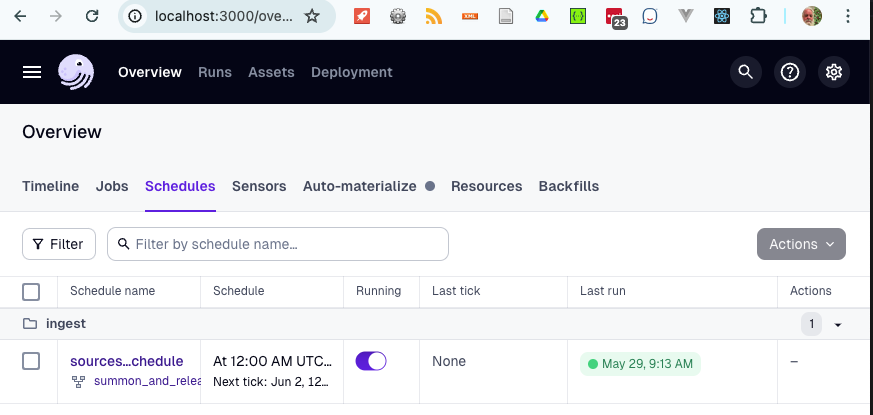 localhost:3000/ove...
XML
23
Overview Runs Assets Deployment
Overview
Timeline Jobs Schedules Sensors Auto-materialize Resources Backfills
Filter Filter by schedule name... Actions
Schedule name Schedule Running Last tick Last run Actions
ingest 1
sources...chedule At 12:00 AM UTC... None May 29, 9:13 AM –
summon_and_relea Next tick: Jun 2, 12...